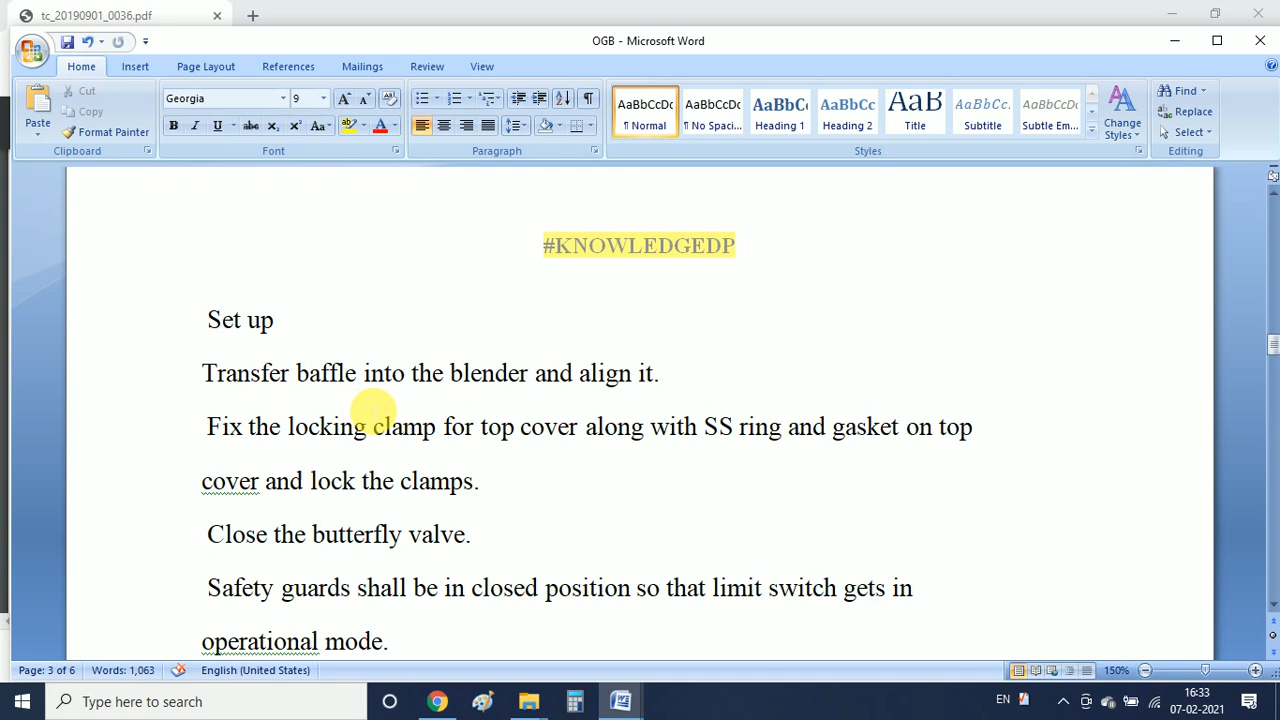 tc_20190901_0036.pdf
OGB - Microsoft Word
Home Insert Page Layout References Mailings Review View
Paste
Cut
Copy
Format Painter
Clipboard
Georgia 9
Font
Paragraph
AaBbCcDc AaBbCcDc AaBbC AaBbCc AaB AaBbCc. AaBbCcDc
¶ Normal ¶ No Spaci... Heading 1 Heading 2 Title Subtitle Subtle Em...
Change
Styles
Styles
Find
Replace
Select
Editing
#KNOWLEDGEDP
Set up
Transfer baffle into the blender and align it.
Fix the locking clamp for top cover along with SS ring and gasket on top
cover and lock the clamps.
Close the butterfly valve.
Safety guards shall be in closed position so that limit switch gets in
operational mode.
Page: 3 of 6 Words: 1,063 English (United States) 150%
Type here to search
EN
16:33
07-02-2021